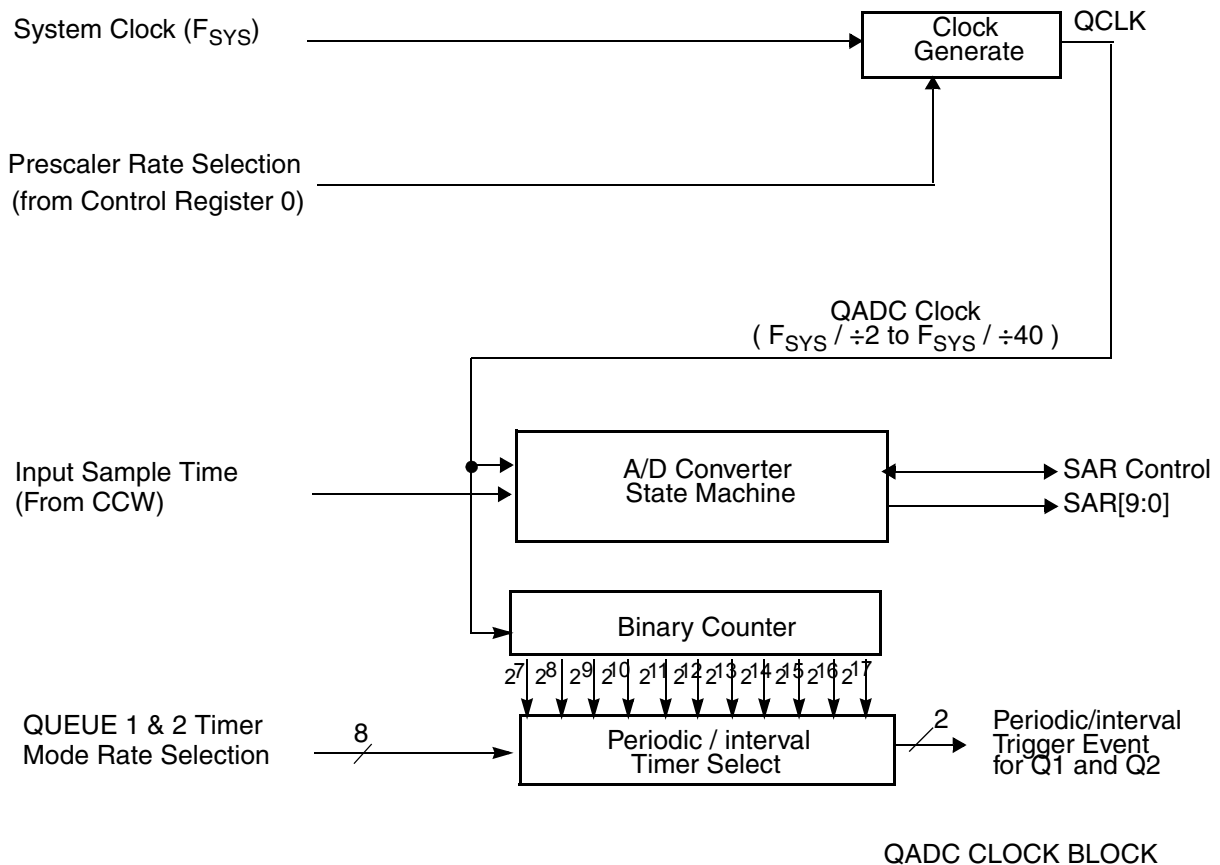 System Clock (FSYS)
Clock
Generate
QCLK
Prescaler Rate Selection
(from Control Register 0)
QADC Clock
( FSYS / ÷2 to FSYS / ÷40 )
Input Sample Time
(From CCW)
A/D Converter
State Machine
SAR Control
SAR[9:0]
Binary Counter
2^7 2^8 2^9 2^10 2^11 2^12 2^13 2^14 2^15 2^16 2^17
QUEUE 1 & 2 Timer
Mode Rate Selection
8
Periodic / interval
Timer Select
2
Periodic/interval
Trigger Event
for Q1 and Q2
QADC CLOCK BLOCK